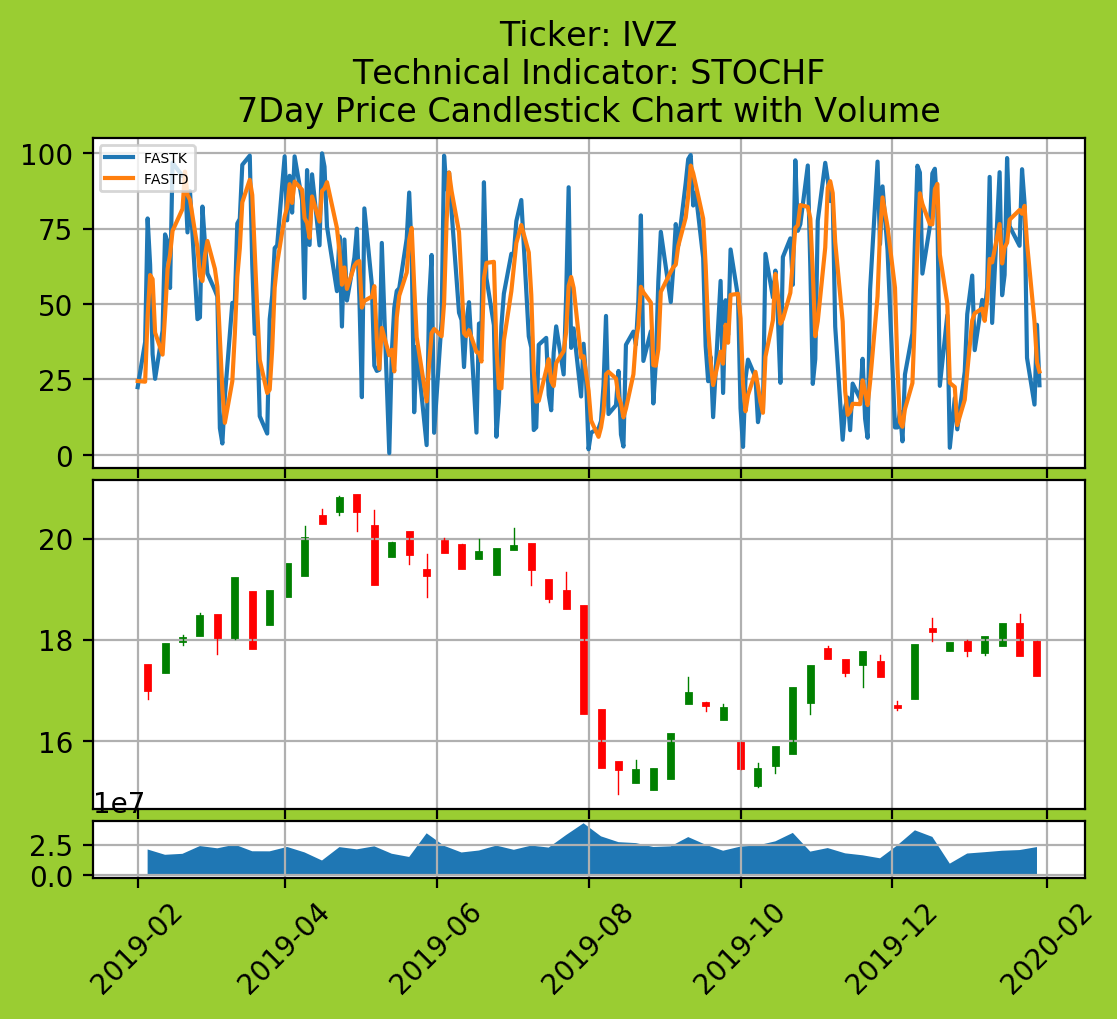 Ticker: IVZ
Technical Indicator: STOCHF
7Day Price Candlestick Chart with Volume
FASTK
FASTD
100
75
50
25
0
20
18
16
1e7
2.5
0.0
2019-02
2019-04
2019-06
2019-08
2019-10
2019-12
2020-02